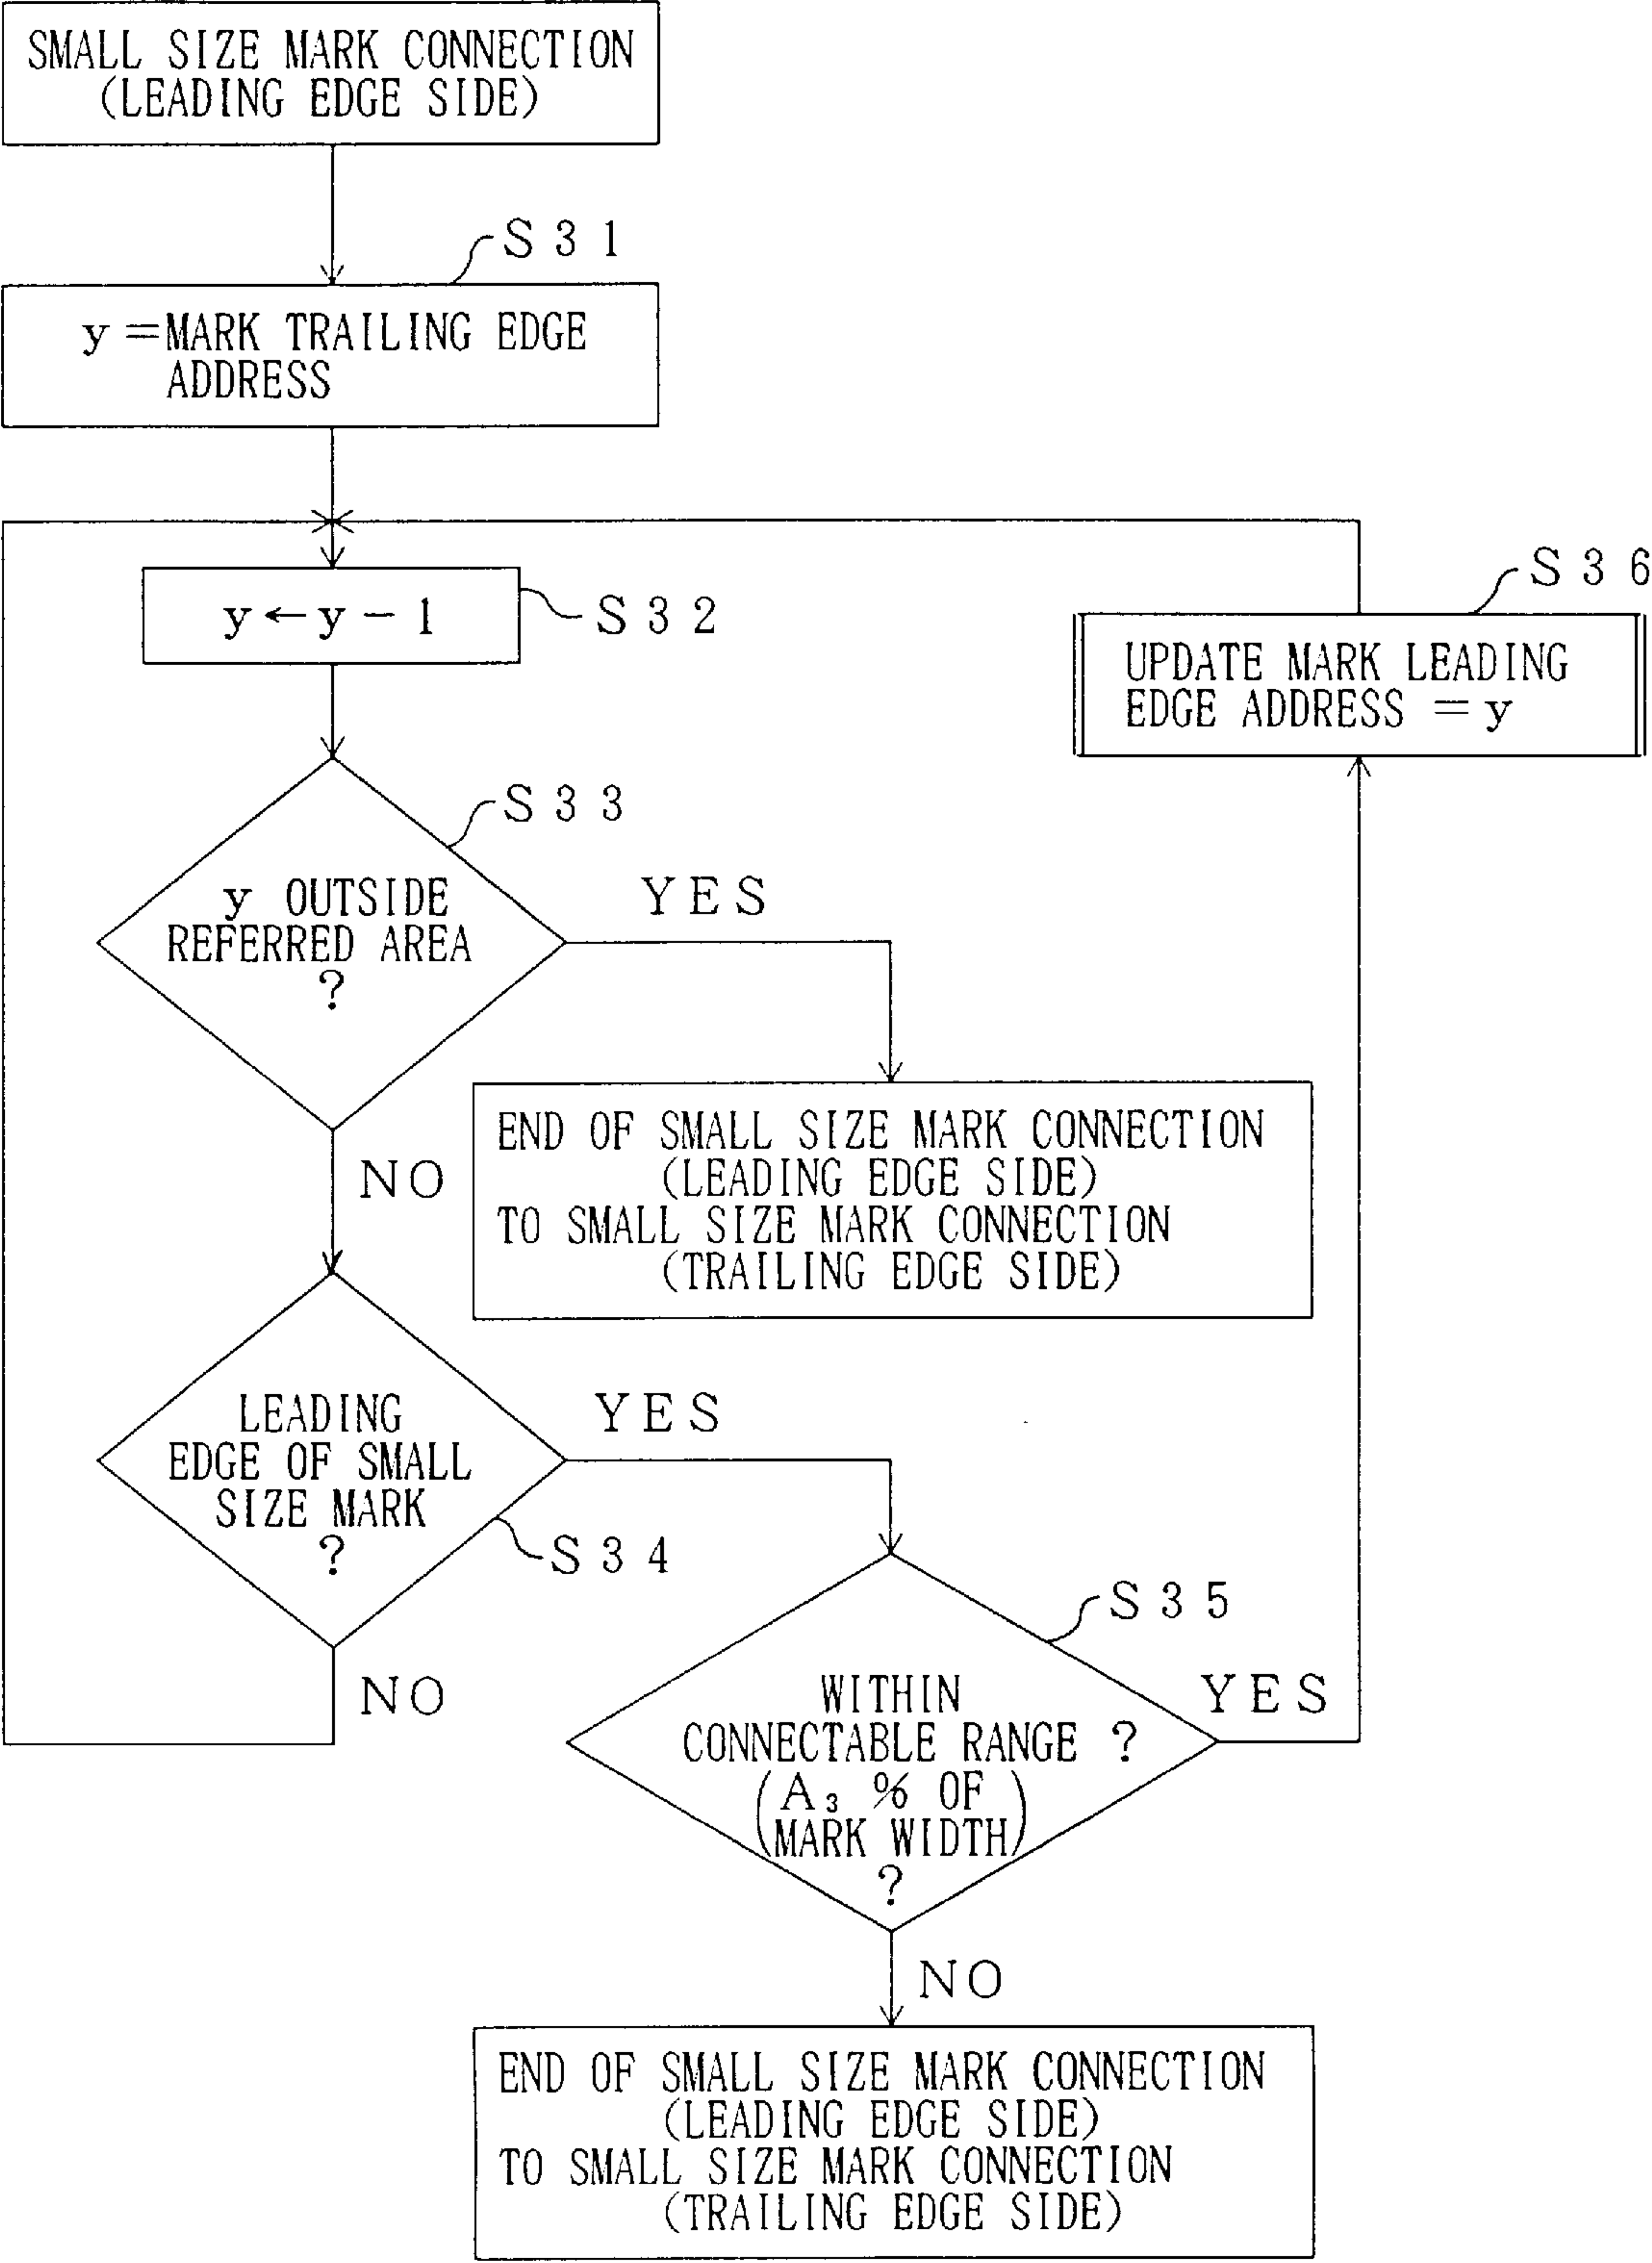 SMALL SIZE MARK CONNECTION
(LEADING EDGE SIDE)
S31
y = MARK TRAILING EDGE
ADDRESS
S36
y ← y − 1
S32
UPDATE MARK LEADING
EDGE ADDRESS = y
S33
y OUTSIDE
REFERRED AREA
?
YES
NO
END OF SMALL SIZE MARK CONNECTION
(LEADING EDGE SIDE)
TO SMALL SIZE MARK CONNECTION
(TRAILING EDGE SIDE)
LEADING
EDGE OF SMALL
SIZE MARK
?
YES
S34
NO
S35
WITHIN
CONNECTABLE RANGE ?
(A₃ % OF
MARK WIDTH)
?
YES
NO
END OF SMALL SIZE MARK CONNECTION
(LEADING EDGE SIDE)
TO SMALL SIZE MARK CONNECTION
(TRAILING EDGE SIDE)